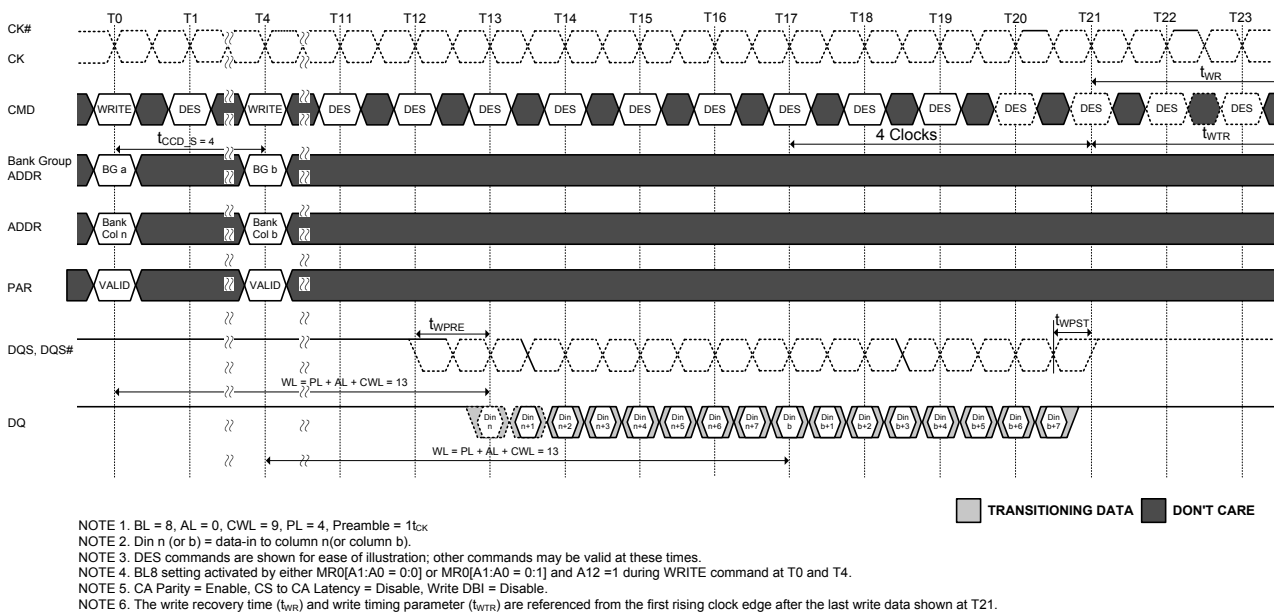 T0 T1 T4 T11 T12 T13 T14 T15 T16 T17 T18 T19 T20 T21 T22 T23
CK#
CK
tWR
CMD WRITE DES WRITE DES DES DES DES DES DES DES DES DES DES DES DES DES
tCCD_S = 4
4 Clocks
tWTR
Bank Group
ADDR
BG a BG b
ADDR
Bank
Col n
Bank
Col b
PAR VALID VALID
tWPRE
tWPST
DQS, DQS#
WL = PL + AL + CWL = 13
DQ
Din
n
Din
n+1
Din
n+2
Din
n+3
Din
n+4
Din
n+5
Din
n+6
Din
n+7
Din
b
Din
b+1
Din
b+2
Din
b+3
Din
b+4
Din
b+5
Din
b+6
Din
b+7
WL = PL + AL + CWL = 13
TRANSITIONING DATA DON'T CARE
NOTE 1. BL = 8, AL = 0, CWL = 9, PL = 4, Preamble = 1tCK
NOTE 2. Din n (or b) = data-in to column n(or column b).
NOTE 3. DES commands are shown for ease of illustration; other commands may be valid at these times.
NOTE 4. BL8 setting activated by either MR0[A1:A0 = 0:0] or MR0[A1:A0 = 0:1] and A12 =1 during WRITE command at T0 and T4.
NOTE 5. CA Parity = Enable, CS to CA Latency = Disable, Write DBI = Disable.
NOTE 6. The write recovery time (tWR) and write timing parameter (tWTR) are referenced from the first rising clock edge after the last write data shown at T21.